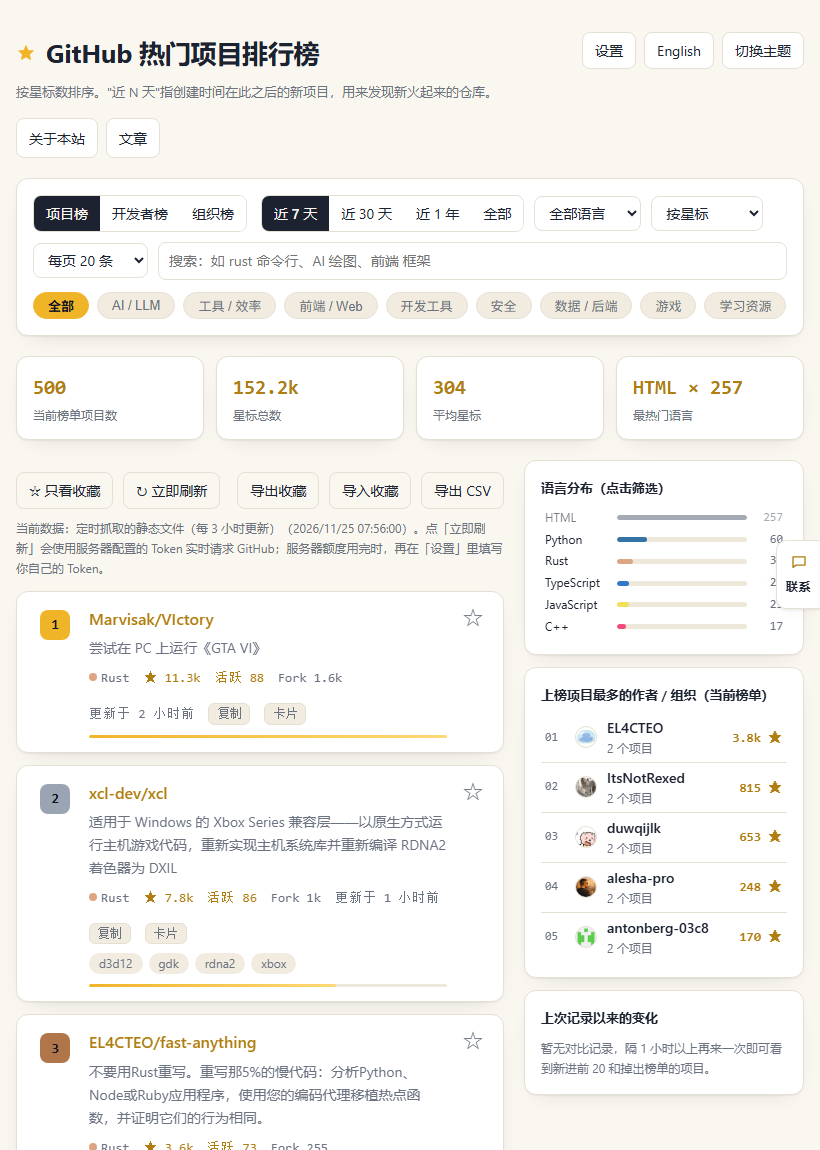 ★ GitHub 热门项目排行榜
设置
English
切换主题
按星标数排序。"近 N 天"指创建时间在此之后的新项目，用来发现新火起来的仓库。
关于本站
文章
项目榜
开发者榜
组织榜
近 7 天
近 30 天
近 1 年
全部
全部语言
按星标
每页 20 条
搜索：如 rust 命令行、AI 绘图、前端 框架
全部
AI / LLM
工具 / 效率
前端 / Web
开发工具
安全
数据 / 后端
游戏
学习资源
500
当前榜单项目数
152.2k
星标总数
304
平均星标
HTML × 257
最热门语言
☆ 只看收藏
↻ 立即刷新
导出收藏
导入收藏
导出 CSV
当前数据：定时抓取的静态文件（每 3 小时更新）（2026/11/25 07:56:00）。点「立即刷
新」会使用服务器配置的 Token 实时请求 GitHub；服务器额度用完时，再在「设置」里填写
你自己的 Token。
1
Marvisak/VIctory
☆
尝试在 PC 上运行《GTA VI》
Rust ★ 11.3k 活跃 88 Fork 1.6k
更新于 2 小时前 复制 卡片
2
xcl-dev/xcl
☆
适用于 Windows 的 Xbox Series 兼容层——以原生方式运
行主机游戏代码，重新实现主机系统库并重新编译 RDNA2
着色器为 DXIL
Rust ★ 7.8k 活跃 86 Fork 1k 更新于 1 小时前
复制 卡片
d3d12 gdk rdna2 xbox
3
EL4CTEO/fast-anything
☆
不要用Rust重写。重写那5%的慢代码：分析Python、
Node或Ruby应用程序，使用您的编码代理移植热点函
数，并证明它们的行为相同。
Rust ★ 3.6k 活跃 73 Fork 255
语言分布（点击筛选）
HTML 257
Python 60
Rust
TypeScript
JavaScript
C++ 17
联系
上榜项目最多的作者 / 组织（当前榜单）
01 EL4CTEO 3.8k ★
2 个项目
02 ItsNotRexed 815 ★
2 个项目
03 duwqijlk 653 ★
2 个项目
04 alesha-pro 248 ★
2 个项目
05 antonberg-03c8 170 ★
2 个项目
上次记录以来的变化
暂无对比记录，隔 1 小时以上再来一次即可看
到新进前 20 和掉出榜单的项目。